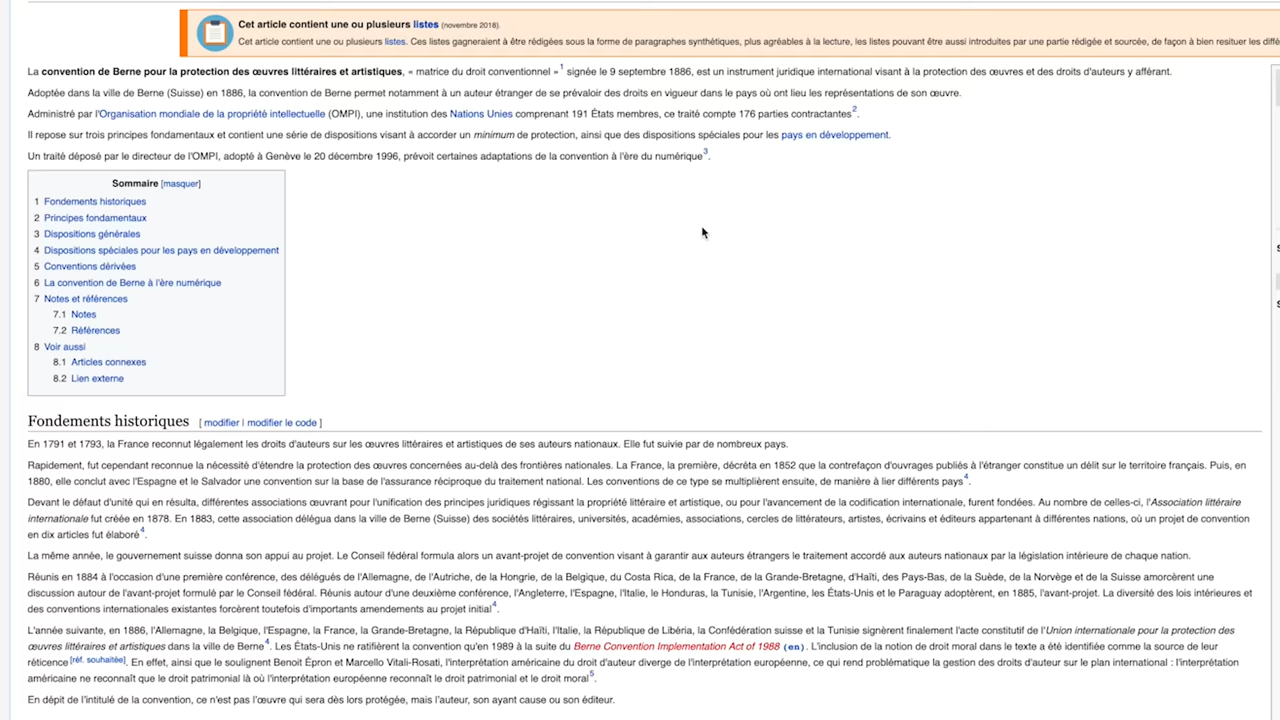 Cet article contient une ou plusieurs listes (novembre 2018).
Cet article contient une ou plusieurs listes. Ces listes gagneraient à être rédigées sous la forme de paragraphes synthétiques, plus agréables à la lecture, les listes pouvant être aussi introduites par une partie rédigée et sourcée, de façon à bien resituer les
La convention de Berne pour la protection des œuvres littéraires et artistiques, « matrice du droit conventionnel »1 signée le 9 septembre 1886, est un instrument juridique international visant à la protection des œuvres et des droits d'auteurs y afférant.
Adoptée dans la ville de Berne (Suisse) en 1886, la convention de Berne permet notamment à un auteur étranger de se prévaloir des droits en vigueur dans le pays où ont lieu les représentations de son œuvre.
Administré par l'Organisation mondiale de la propriété intellectuelle (OMPI), une institution des Nations Unies comprenant 191 États membres, ce traité compte 176 parties contractantes2.
Il repose sur trois principes fondamentaux et contient une série de dispositions visant à accorder un minimum de protection, ainsi que des dispositions spéciales pour les pays en développement.
Un traité déposé par le directeur de l'OMPI, adopté à Genève le 20 décembre 1996, prévoit certaines adaptations de la convention à l'ère du numérique3.
Sommaire [masquer]
1 Fondements historiques
2 Principes fondamentaux
3 Dispositions générales
4 Dispositions spéciales pour les pays en développement
5 Conventions dérivées
6 La convention de Berne à l'ère numérique
7 Notes et références
7.1 Notes
7.2 Références
8 Voir aussi
8.1 Articles connexes
8.2 Lien externe
Fondements historiques [ modifier | modifier le code ]
En 1791 et 1793, la France reconnut légalement les droits d'auteurs sur les œuvres littéraires et artistiques de ses auteurs nationaux. Elle fut suivie par de nombreux pays.
Rapidement, fut cependant reconnue la nécessité d'étendre la protection des œuvres concernées au-delà des frontières nationales. La France, la première, décréta en 1852 que la contrefaçon d'ouvrages publiés à l'étranger constitue un délit sur le territoire français. Puis, en
1880, elle conclut avec l'Espagne et le Salvador une convention sur la base de l'assurance réciproque du traitement national. Les conventions de ce type se multiplièrent ensuite, de manière à lier différents pays4.
Devant le défaut d'unité qui en résulta, différentes associations œuvrant pour l'unification des principes juridiques régissant la propriété littéraire et artistique, ou pour l'avancement de la codification internationale, furent fondées. Au nombre de celles-ci, l'Association littéraire
internationale fut créée en 1878. En 1883, cette association délégua dans la ville de Berne (Suisse) des sociétés littéraires, universités, académies, associations, cercles de littérateurs, artistes, écrivains et éditeurs appartenant à différentes nations, où un projet de convention
en dix articles fut élaboré4.
La même année, le gouvernement suisse donna son appui au projet. Le Conseil fédéral formula alors un avant-projet de convention visant à garantir aux auteurs étrangers le traitement accordé aux auteurs nationaux par la législation intérieure de chaque nation.
Réunis en 1884 à l'occasion d'une première conférence, des délégués de l'Allemagne, de l'Autriche, de la Hongrie, de la Belgique, du Costa Rica, de la France, de la Grande-Bretagne, d'Haïti, des Pays-Bas, de la Suède, de la Norvège et de la Suisse amorcèrent une
discussion autour de l'avant-projet formulé par le Conseil fédéral. Réunis autour d'une deuxième conférence, l'Angleterre, l'Espagne, l'Italie, le Honduras, la Tunisie, l'Argentine, les États-Unis et le Paraguay adoptèrent, en 1885, l'avant-projet. La diversité des lois intérieures et
des conventions internationales existantes forcèrent toutefois d'importants amendements au projet initial4.
L'année suivante, en 1886, l'Allemagne, la Belgique, l'Espagne, la France, la Grande-Bretagne, la République d'Haïti, l'Italie, la République de Libéria, la Confédération suisse et la Tunisie signèrent finalement l'acte constitutif de l'Union internationale pour la protection des
œuvres littéraires et artistiques dans la ville de Berne4. Les États-Unis ne ratifièrent la convention qu'en 1989 à la suite du Berne Convention Implementation Act of 1988 (en). L'inclusion de la notion de droit moral dans le texte a été identifiée comme la source de leur
réticence[réf. souhaitée]. En effet, ainsi que le soulignent Benoit Épron et Marcello Vitali-Rosati, l'interprétation américaine du droit d'auteur diverge de l'interprétation européenne, ce qui rend problématique la gestion des droits d'auteur sur le plan international : l'interprétation
américaine ne reconnaît que le droit patrimonial là où l'interprétation européenne reconnaît le droit patrimonial et le droit moral5.
En dépit de l'intitulé de la convention, ce n'est pas l'œuvre qui sera dès lors protégée, mais l'auteur, son ayant cause ou son éditeur.